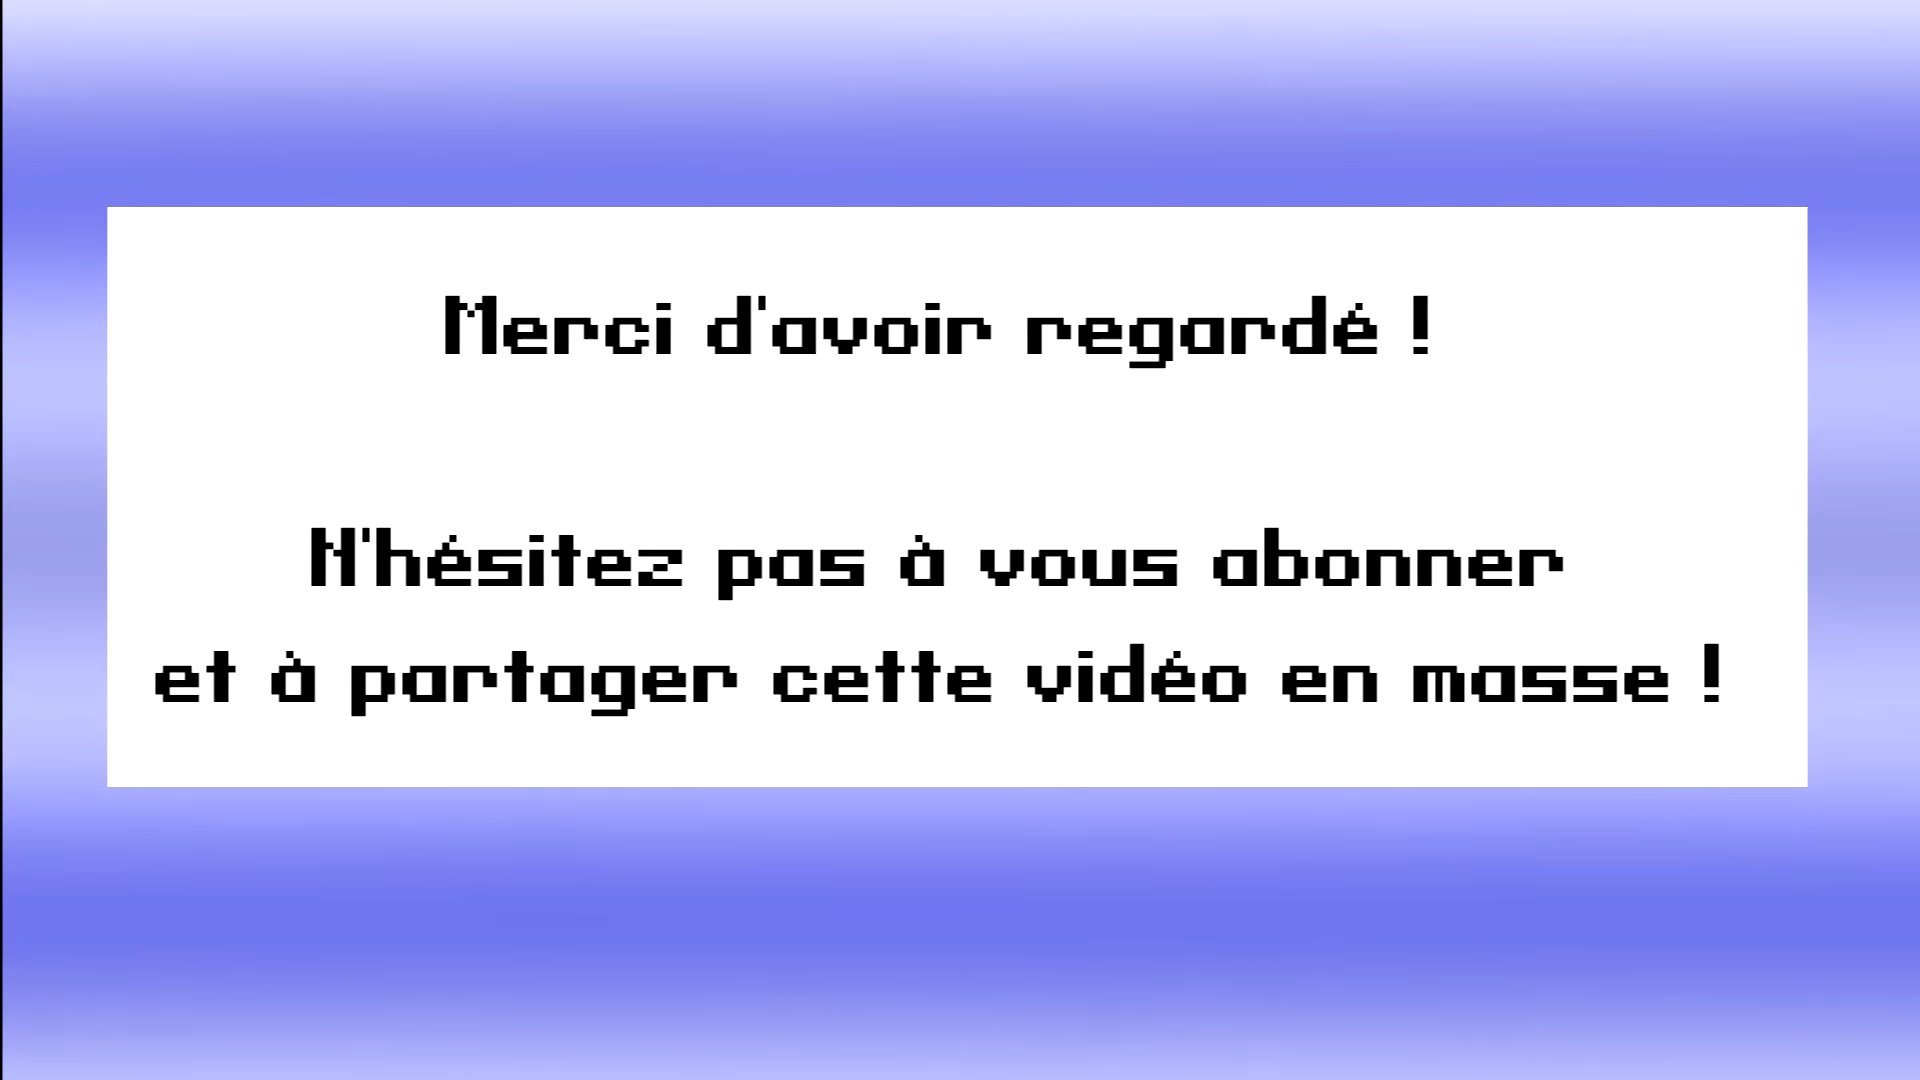 Merci d'avoir regardé !
N'hésitez pas à vous abonner
et à partager cette vidéo en masse !